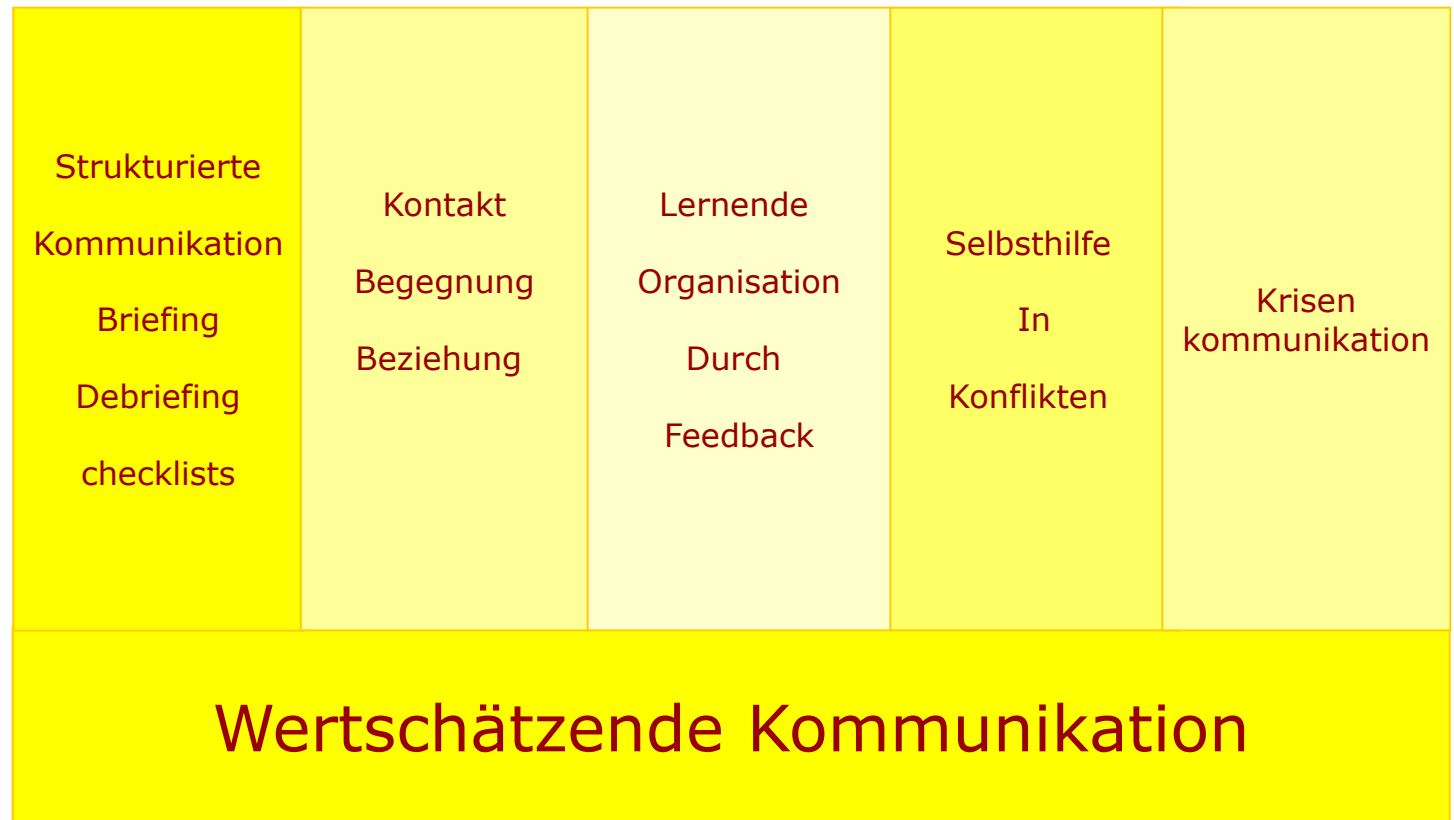 Strukturierte
Kommunikation
Briefing
Debriefing
checklists
Kontakt
Begegnung
Beziehung
Lernende
Organisation
Durch
Feedback
Selbsthilfe
In
Konflikten
Krisen
kommunikation
Wertschätzende Kommunikation